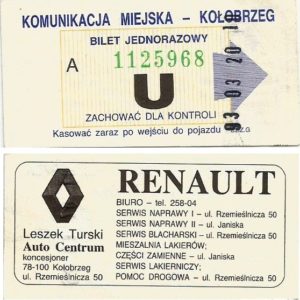 KOMUNIKACJA MIEJSKA – KOŁOBRZEG
BILET JEDNORAZOWY
A 1125968
U
ZACHOWAĆ DLA KONTROLI
Kasować zaraz po wejściu do pojazdu
03 03 20
RENAULT
BIURO – tel. 258-04
SERWIS NAPRAWY I – ul. Rzemieślnicza 50
SERWIS NAPRAWY II – ul. Janiska
SERWIS BLACHARSKI – ul. Rzemieślnicza 50
MIESZALNIA LAKIERÓW;
CZĘŚCI ZAMIENNE – ul. Janiska
SERWIS LAKIERNICZY;
POMOC DROGOWA – ul. Rzemieślnicza 50
Leszek Turski
Auto Centrum
koncesjoner
78-100 Kołobrzeg
ul. Rzemieślnicza 50